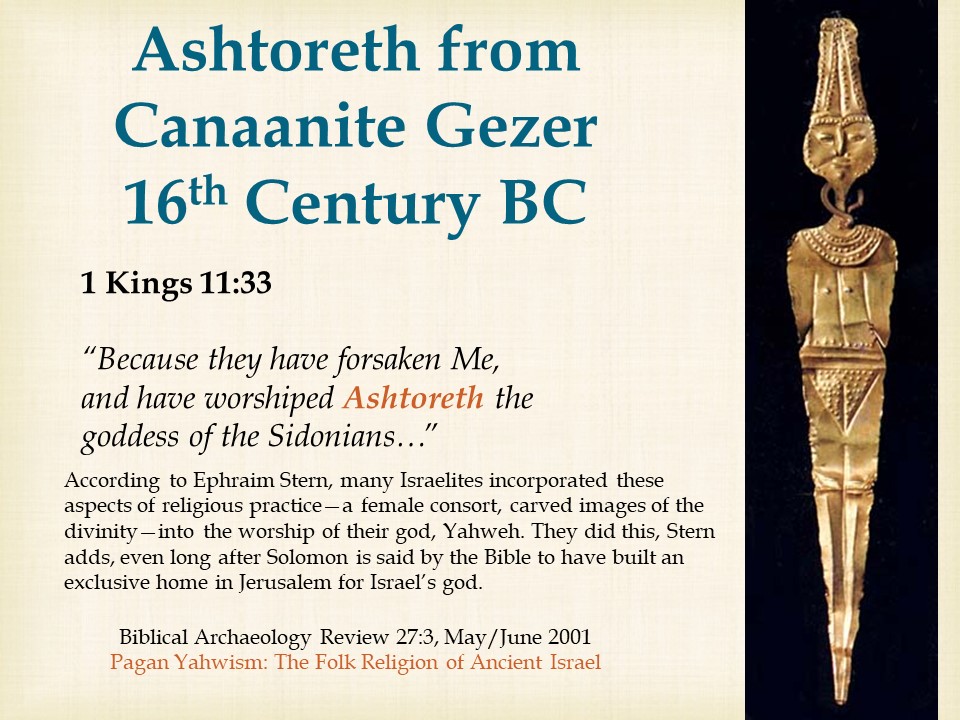 Ashtoreth from
Canaanite Gezer
16th Century BC
1 Kings 11:33
“Because they have forsaken Me,
and have worshiped Ashtoreth the
goddess of the Sidonians…”
According to Ephraim Stern, many Israelites incorporated these
aspects of religious practice—a female consort, carved images of the
divinity—into the worship of their god, Yahweh. They did this, Stern
adds, even long after Solomon is said by the Bible to have built an
exclusive home in Jerusalem for Israel’s god.
Biblical Archaeology Review 27:3, May/June 2001
Pagan Yahwism: The Folk Religion of Ancient Israel